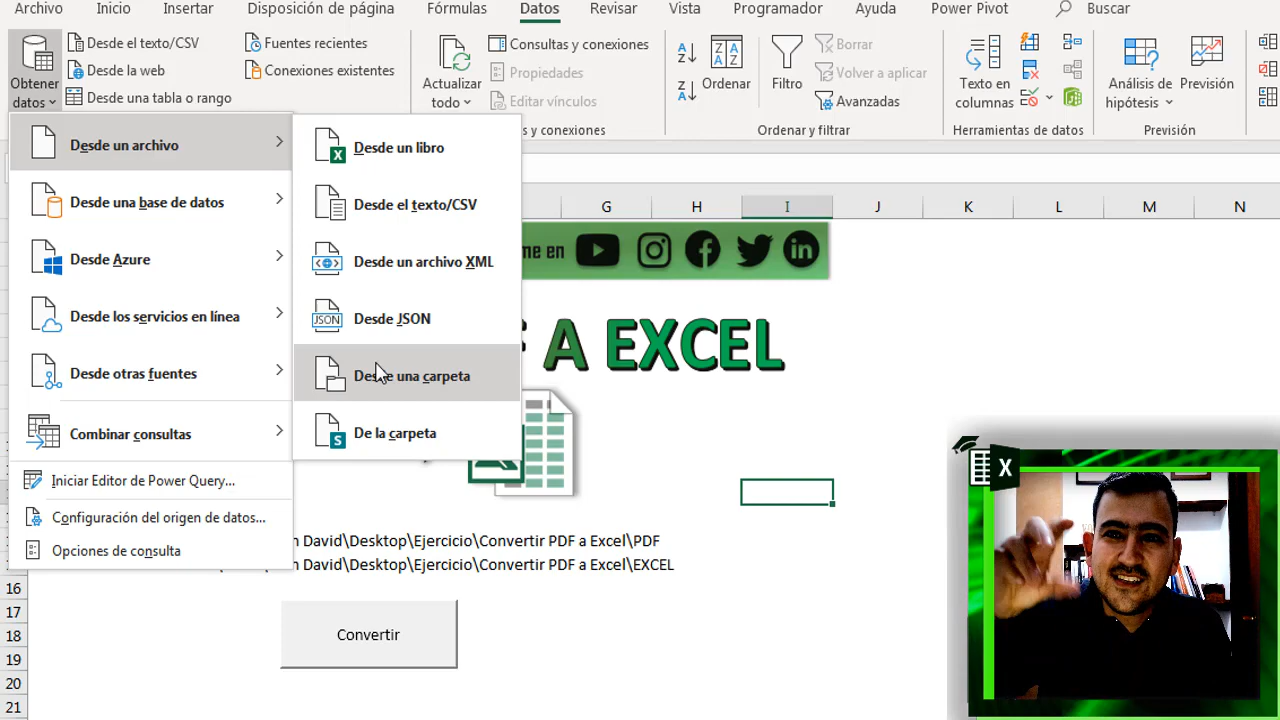 Archivo Inicio Insertar Disposición de página Fórmulas Datos Revisar Vista Programador Ayuda Power Pivot Buscar
Obtener datos
Desde el texto/CSV
Desde la web
Desde una tabla o rango
Fuentes recientes
Conexiones existentes
Actualizar todo
Consultas y conexiones
Propiedades
Editar vínculos
s y conexiones
Ordenar
Filtro
Borrar
Volver a aplicar
Avanzadas
Ordenar y filtrar
Texto en columnas
Herramientas de datos
Análisis de hipótesis
Previsión
Previsión
Desde un archivo
Desde una base de datos
Desde Azure
Desde los servicios en línea
Desde otras fuentes
Combinar consultas
Iniciar Editor de Power Query...
Configuración del origen de datos...
Opciones de consulta
Desde un libro
Desde el texto/CSV
Desde un archivo XML
JSON
Desde JSON
Desde una carpeta
De la carpeta
G H I J K L M N
me en
A EXCEL
n David\Desktop\Ejercicio\Convertir PDF a Excel\PDF
n David\Desktop\Ejercicio\Convertir PDF a Excel\EXCEL
Convertir
16
17
18
19
20
21